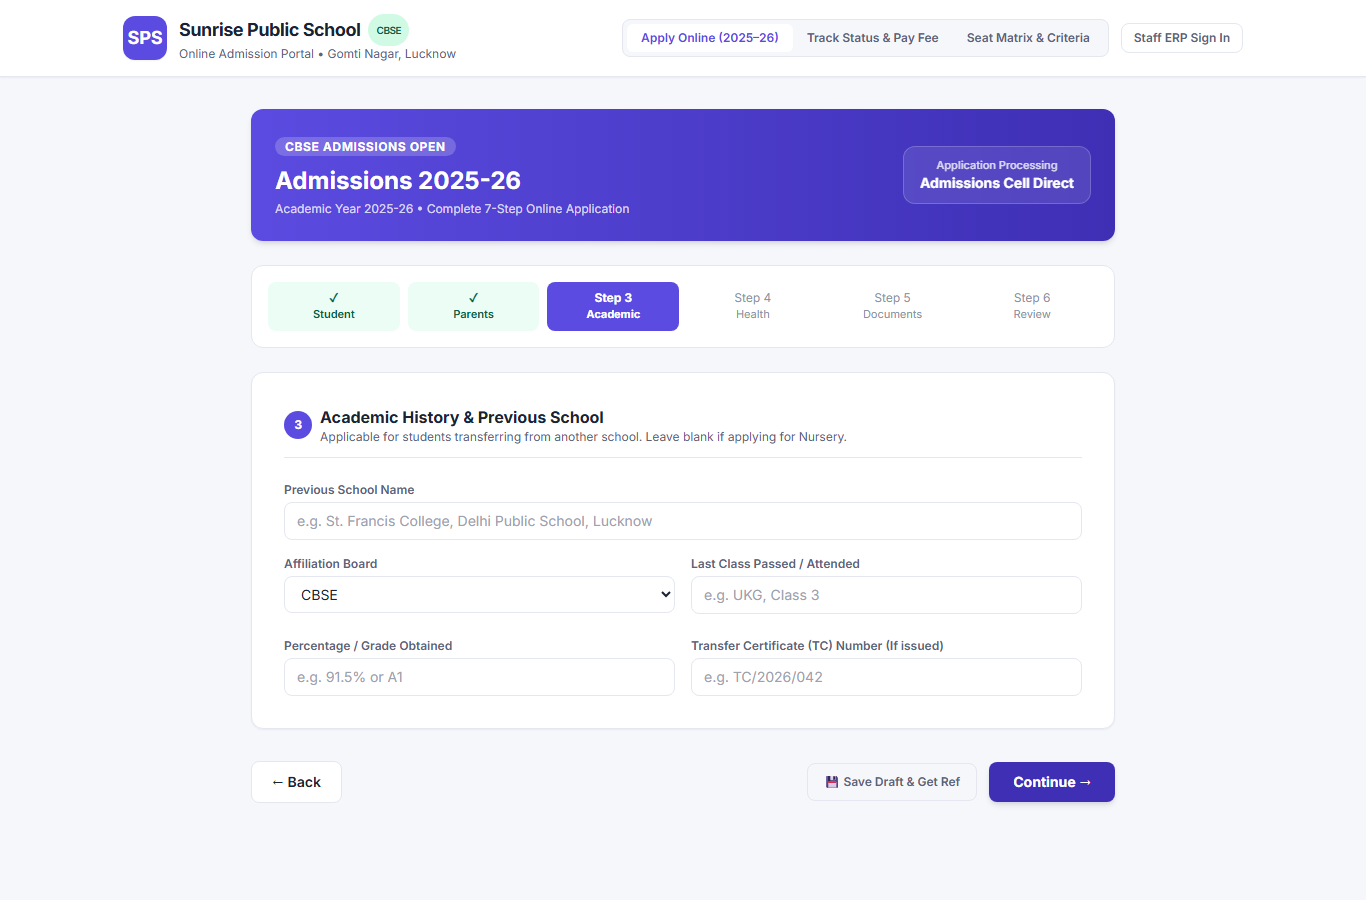 SPS
Sunrise Public School
CBSE
Online Admission Portal • Gomti Nagar, Lucknow
Apply Online (2025–26)
Track Status & Pay Fee
Seat Matrix & Criteria
Staff ERP Sign In
CBSE ADMISSIONS OPEN
Admissions 2025-26
Academic Year 2025-26 • Complete 7-Step Online Application
Application Processing
Admissions Cell Direct
✓
Student
✓
Parents
Step 3
Academic
Step 4
Health
Step 5
Documents
Step 6
Review
3
Academic History & Previous School
Applicable for students transferring from another school. Leave blank if applying for Nursery.
Previous School Name
e.g. St. Francis College, Delhi Public School, Lucknow
Affiliation Board
Last Class Passed / Attended
CBSE
e.g. UKG, Class 3
Percentage / Grade Obtained
Transfer Certificate (TC) Number (If issued)
e.g. 91.5% or A1
e.g. TC/2026/042
← Back
💾 Save Draft & Get Ref
Continue →